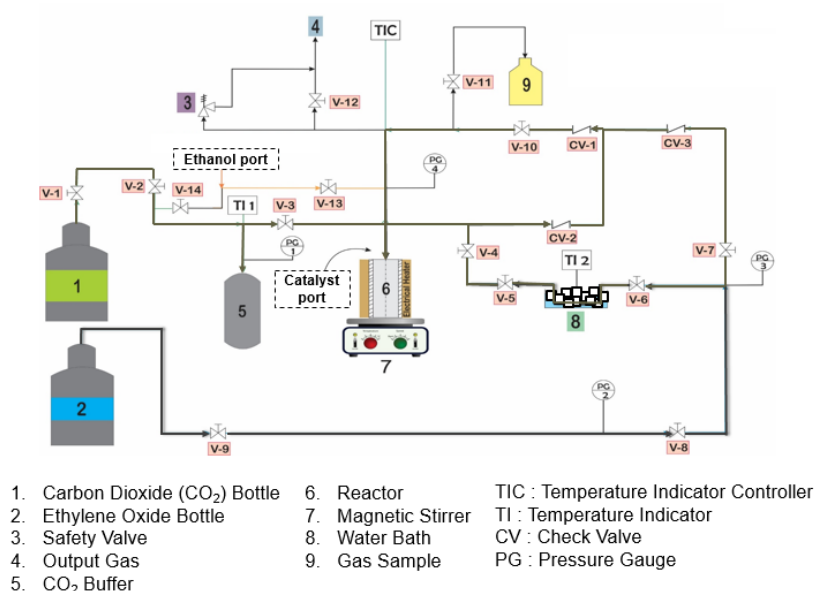 4
TIC
3
V-12
V-11
9
V-10
CV-1
CV-3
Ethanol port
PG
4
V-1
V-2
V-14
V-13
TI 1
V-3
CV-2
PG
1
V-4
V-7
TI 2
PG
3
Catalyst
port
6
Electrical Heater
V-5
V-6
1
5
8
7
2
PG
2
V-9
V-8
1. Carbon Dioxide (CO2) Bottle
2. Ethylene Oxide Bottle
3. Safety Valve
4. Output Gas
5. CO2 Buffer
6. Reactor
7. Magnetic Stirrer
8. Water Bath
9. Gas Sample
TIC : Temperature Indicator Controller
TI : Temperature Indicator
CV : Check Valve
PG : Pressure Gauge